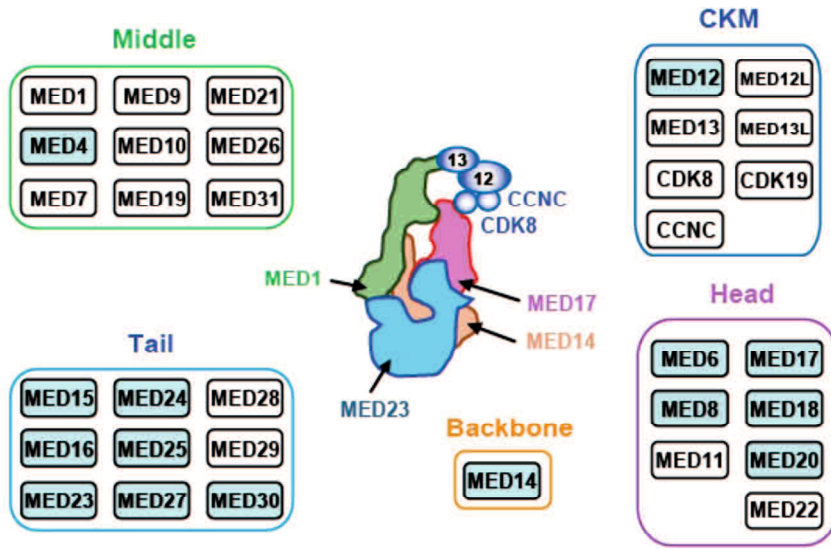 Middle
MED1 MED9 MED21
MED4 MED10 MED26
MED7 MED19 MED31
CKM
MED12 MED12L
MED13 MED13L
CDK8 CDK19
CCNC
13
12
CCNC
CDK8
MED1
MED17
MED14
MED23
Tail
MED15 MED24 MED28
MED16 MED25 MED29
MED23 MED27 MED30
Backbone
MED14
Head
MED6 MED17
MED8 MED18
MED11 MED20
MED22